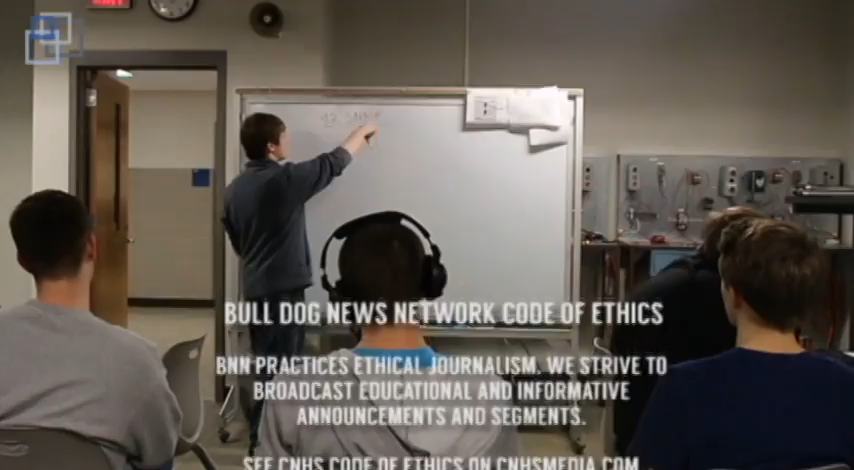 BULL DOG NEWS NETWORK CODE OF ETHICS
BNN PRACTICES ETHICAL JOURNALISM. WE STRIVE TO
BROADCAST EDUCATIONAL AND INFORMATIVE
ANNOUNCEMENTS AND SEGMENTS.
SEE CNHS CODE OF ETHICS ON CNHSMEDIA.COM